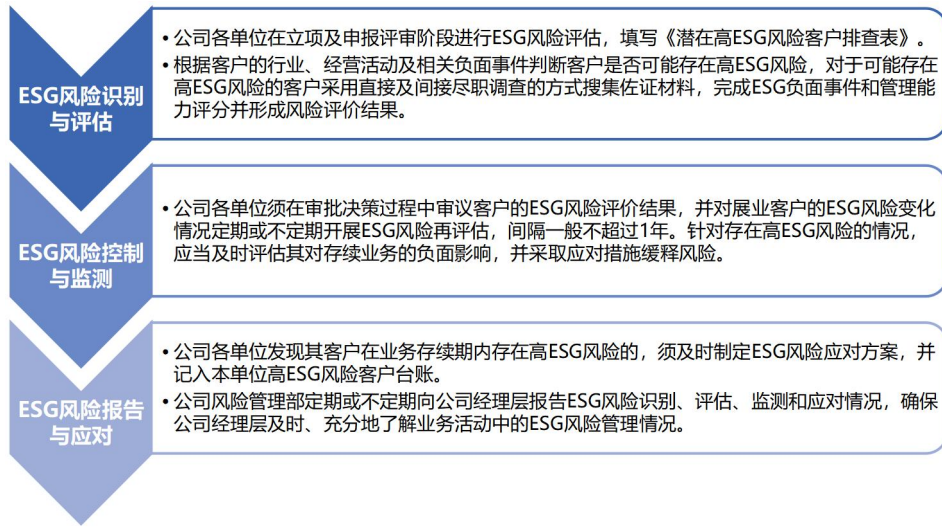 ESG风险识别
与评估
• 公司各单位在立项及申报评审阶段进行ESG风险评估，填写《潜在高ESG风险客户排查表》。
• 根据客户的行业、经营活动及相关负面事件判断客户是否可能存在高ESG风险，对于可能存在
高ESG风险的客户采用直接及间接尽职调查的方式搜集佐证材料，完成ESG负面事件和管理能
力评分并形成风险评价结果。
ESG风险控制
与监测
• 公司各单位须在审批决策过程中审议客户的ESG风险评价结果，并对展业客户的ESG风险变化
情况定期或不定期开展ESG风险再评估，间隔一般不超过1年。针对存在高ESG风险的情况，
应当及时评估其对存续业务的负面影响，并采取应对措施缓释风险。
ESG风险报告
与应对
• 公司各单位发现其客户在业务存续期内存在高ESG风险的，须及时制定ESG风险应对方案，并
记入本单位高ESG风险客户台账。
• 公司风险管理部定期或不定期向公司经理层报告ESG风险识别、评估、监测和应对情况，确保
公司经理层及时、充分地了解业务活动中的ESG风险管理情况。